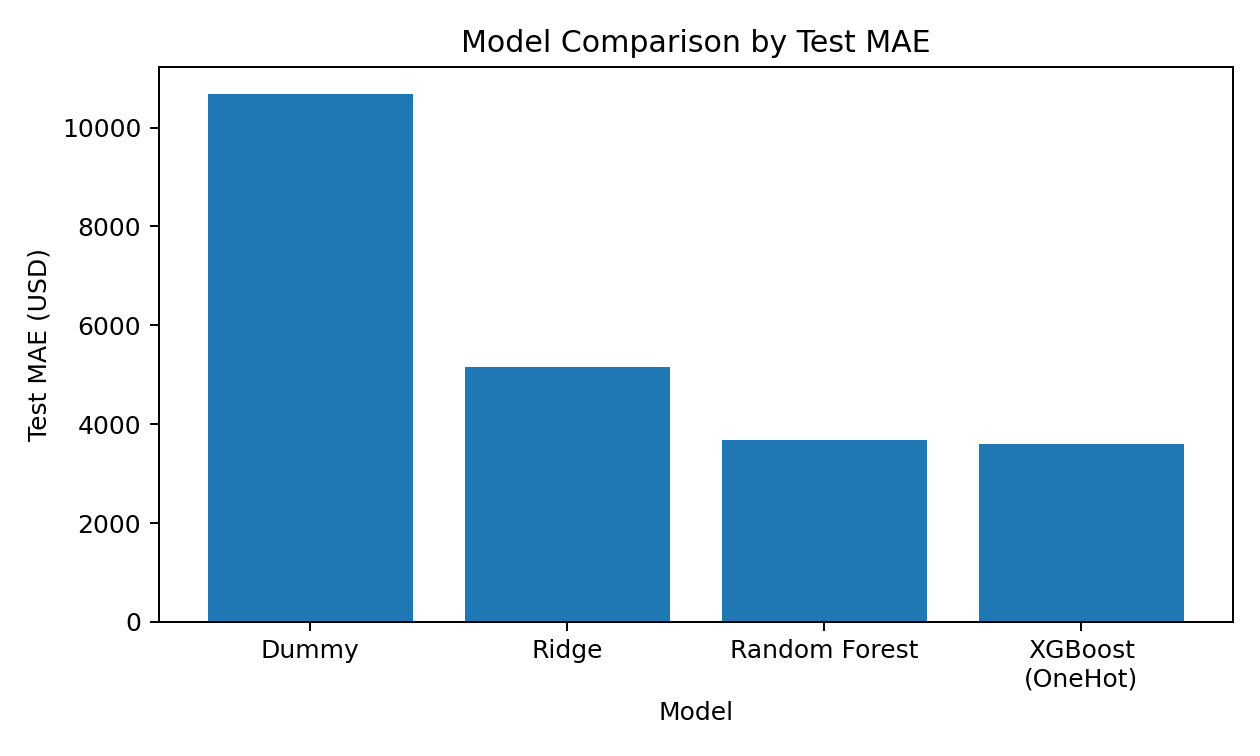 Model Comparison by Test MAE
Test MAE (USD)
10000
8000
6000
4000
2000
0
Dummy
Ridge
Random Forest
XGBoost
(OneHot)
Model